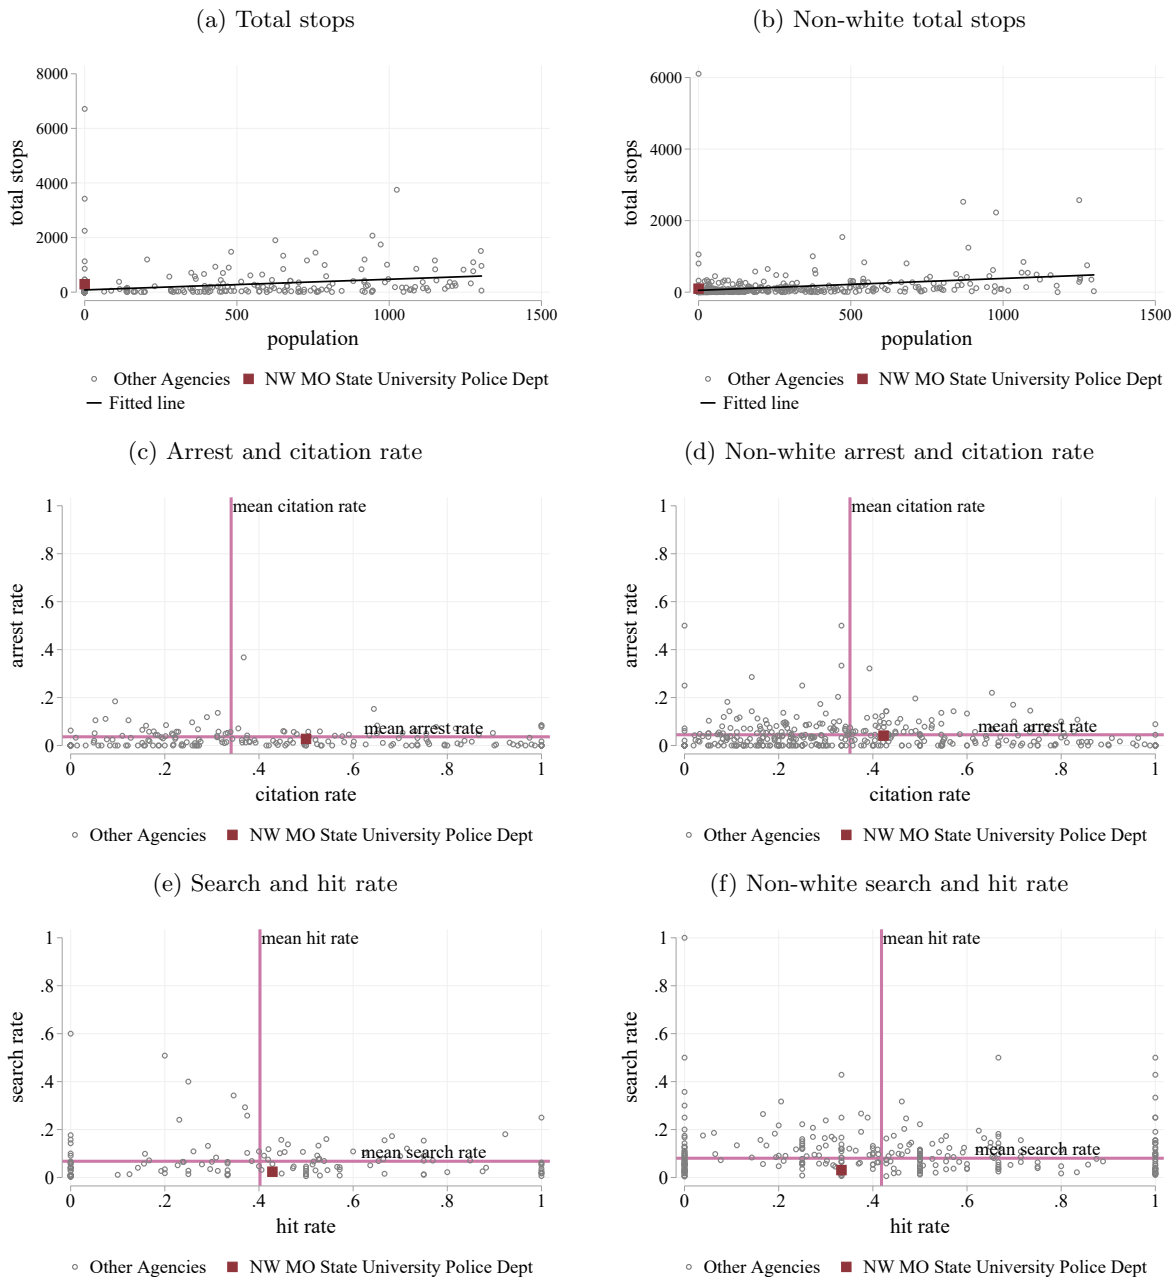 (a) Total stops
8000
6000
4000
2000
0
total stops
0
500
1000
1500
population
Other Agencies
NW MO State University Police Dept
Fitted line
(b) Non-white total stops
6000
4000
2000
0
total stops
0
500
1000
1500
population
Other Agencies
NW MO State University Police Dept
Fitted line
(c) Arrest and citation rate
mean citation rate
mean arrest rate
1
.8
.6
.4
.2
0
arrest rate
0
.2
.4
.6
.8
1
citation rate
Other Agencies
NW MO State University Police Dept
(d) Non-white arrest and citation rate
mean citation rate
mean arrest rate
1
.8
.6
.4
.2
0
arrest rate
0
.2
.4
.6
.8
1
citation rate
Other Agencies
NW MO State University Police Dept
(e) Search and hit rate
mean hit rate
mean search rate
1
.8
.6
.4
.2
0
search rate
0
.2
.4
.6
.8
1
hit rate
Other Agencies
NW MO State University Police Dept
(f) Non-white search and hit rate
mean hit rate
mean search rate
1
.8
.6
.4
.2
0
search rate
0
.2
.4
.6
.8
1
hit rate
Other Agencies
NW MO State University Police Dept